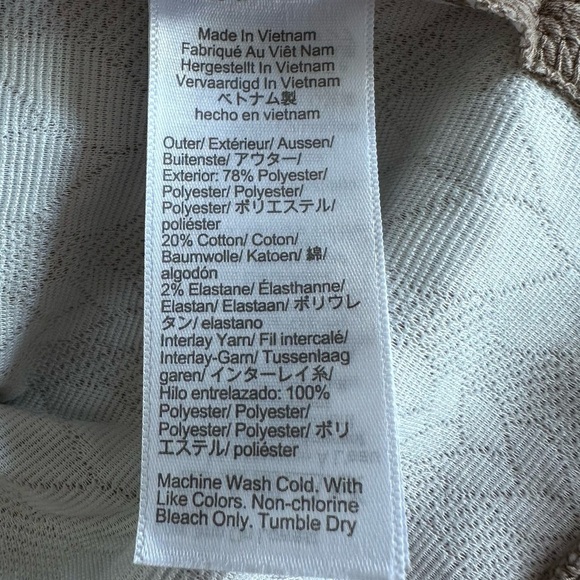 Made In Vietnam
Fabriqué Au Viêt Nam
Hergestellt In Vietnam
Vervaardigd In Vietnam
ベトナム製
hecho en vietnam
Outer/ Extérieur/ Aussen/
Buitenste/ アウター/
Exterior: 78% Polyester/
Polyester/ Polyester/
Polyester/ ポリエステル/
poliéster
20% Cotton/ Coton/
Baumwolle/ Katoen/ 綿/
algodón
2% Elastane/ Élasthanne/
Elastan/ Elastaan/ ポリウレ
タン/ elastano
Interlay Yarn/ Fil intercalé/
Interlay-Garn/ Tussenlaag
garen/ インターレイ糸/
Hilo entrelazado: 100%
Polyester/ Polyester/
Polyester/ Polyester/ ポリ
エステル/ poliéster
Machine Wash Cold. With
Like Colors. Non-chlorine
Bleach Only. Tumble Dry